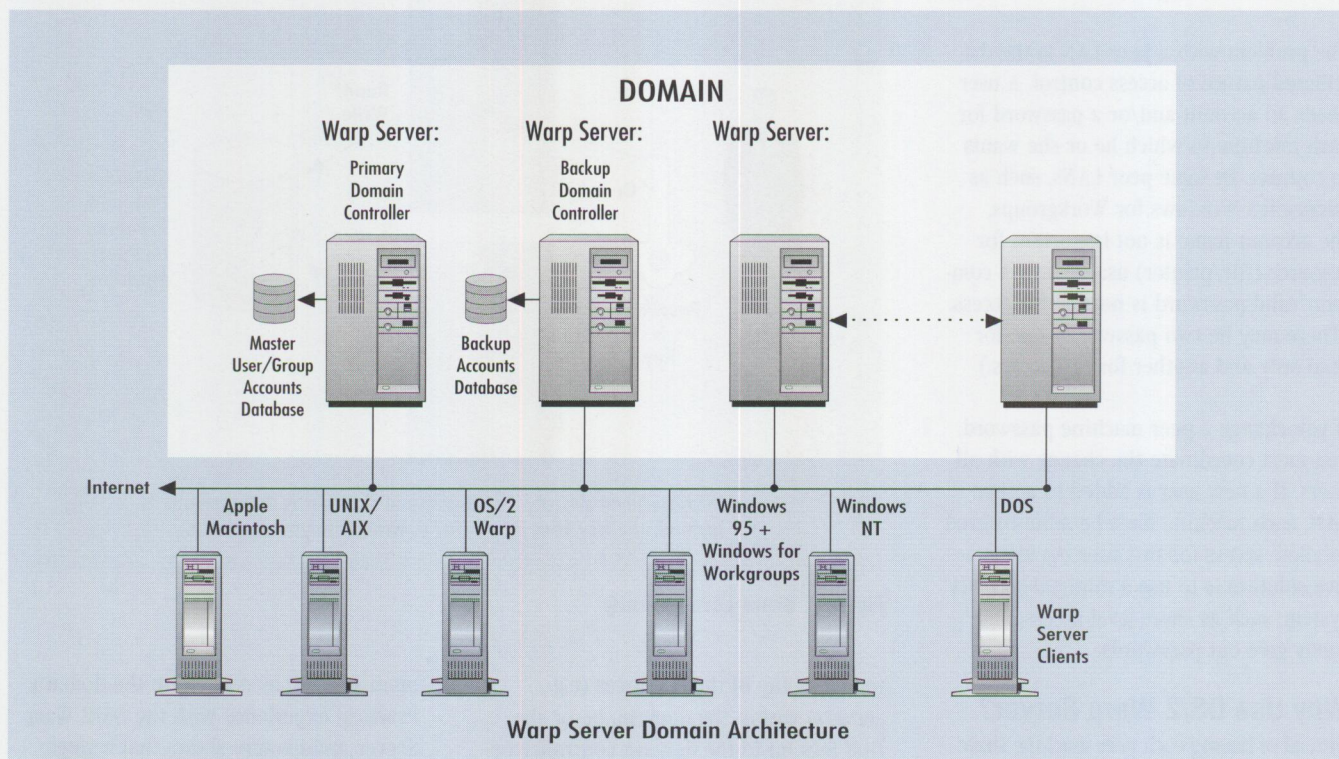 DOMAIN
Warp Server:
Primary
Domain
Controller
Warp Server:
Backup
Domain
Controller
Warp Server:
Master
User/Group
Accounts
Database
Backup
Accounts
Database
Internet
Apple
Macintosh
UNIX/
AIX
OS/2
Warp
Windows
95 +
Windows for
Workgroups
Windows
NT
DOS
Warp
Server
Clients
Warp Server Domain Architecture